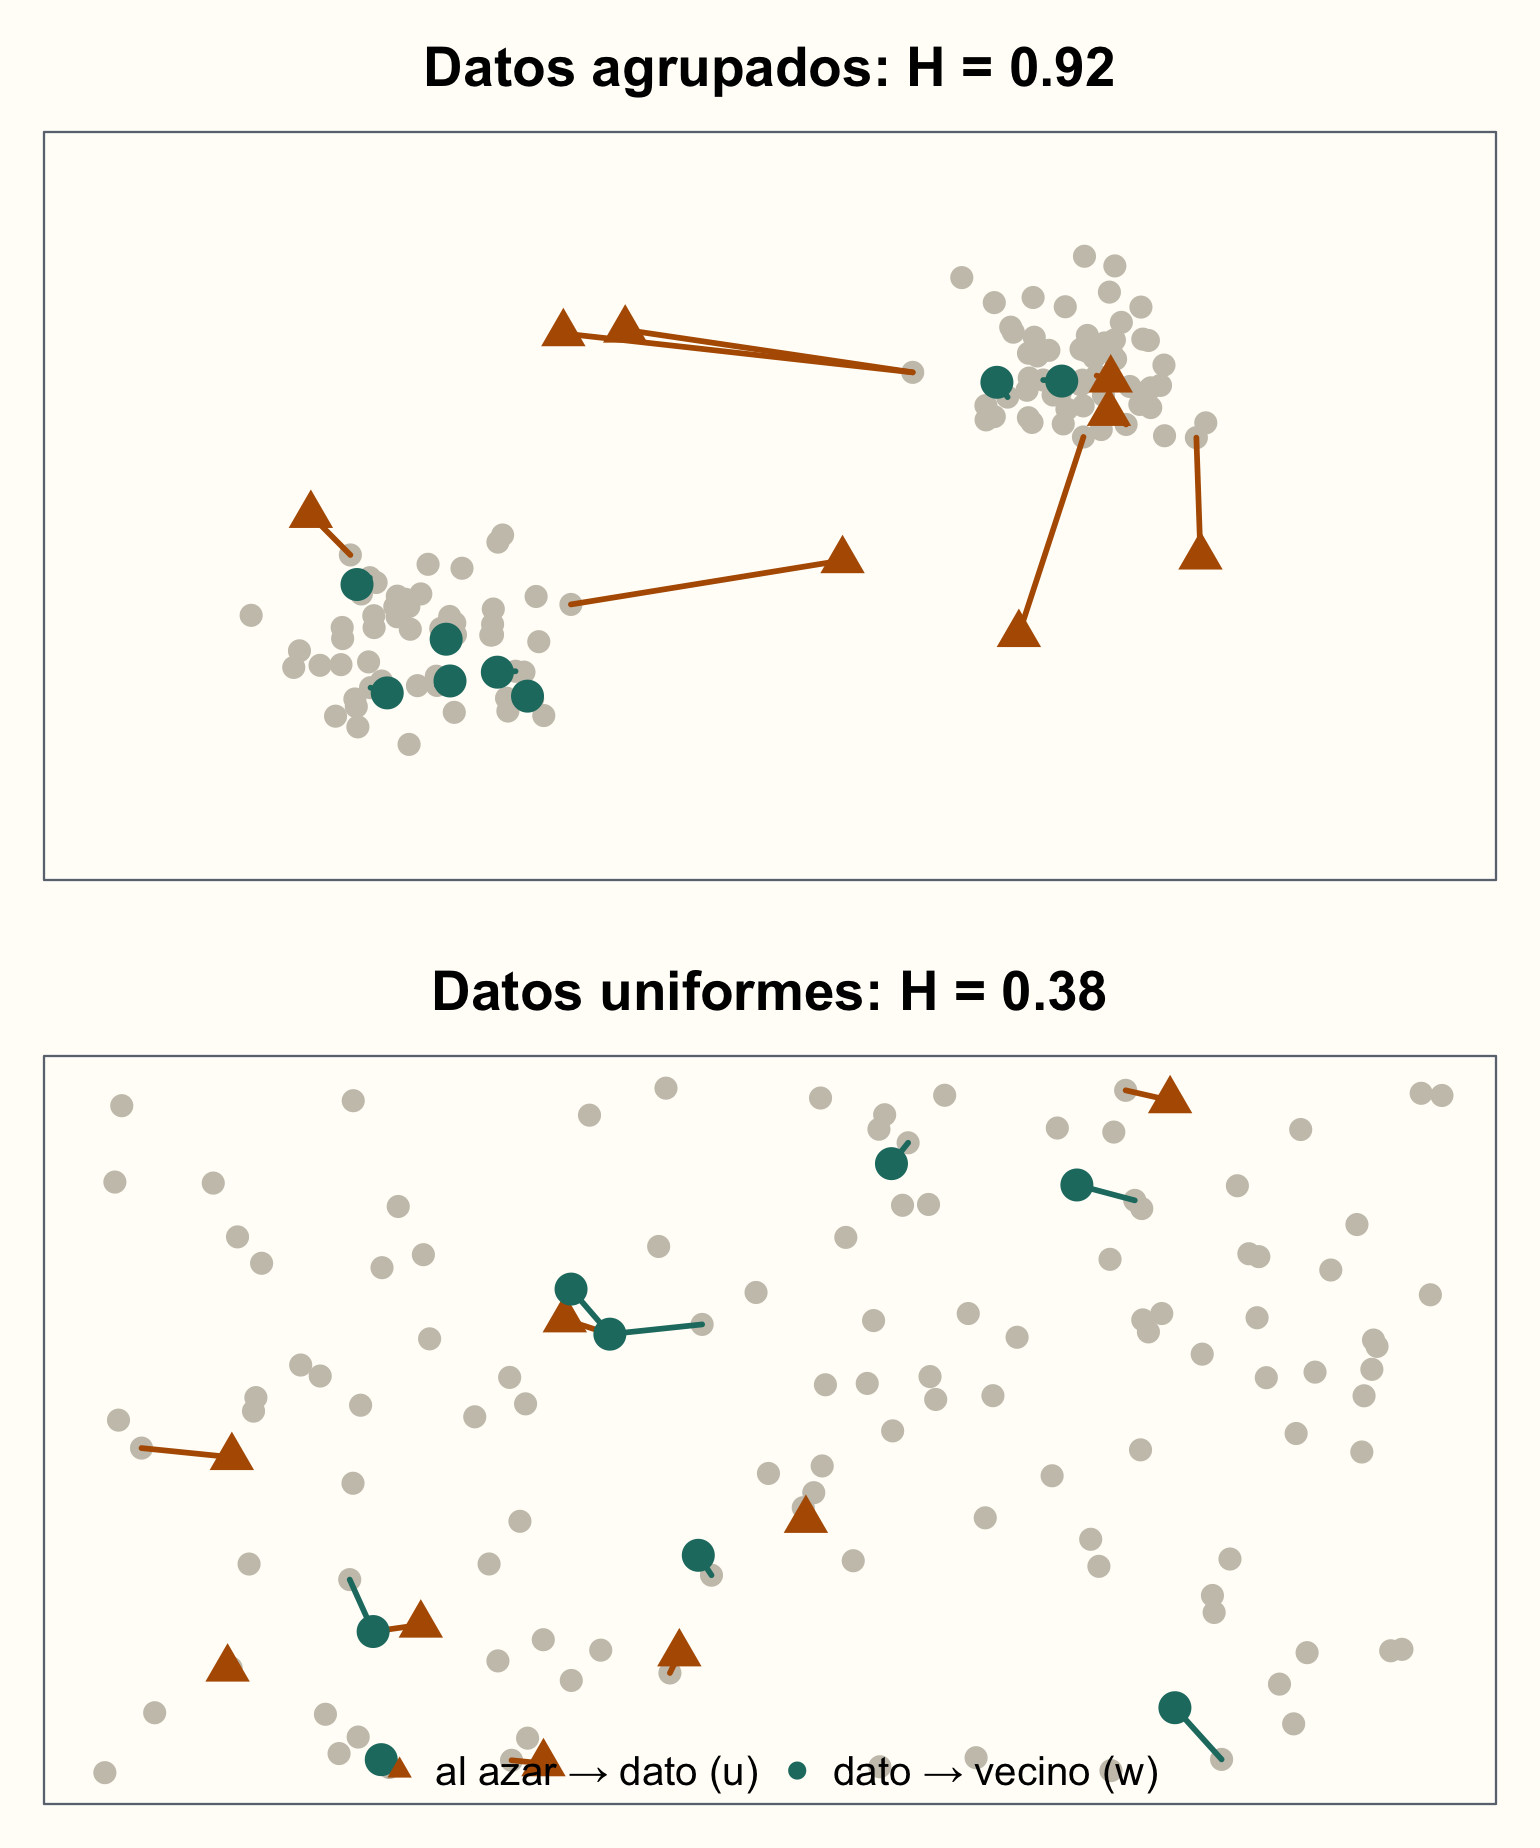 Datos agrupados: H = 0.92
Datos uniformes: H = 0.38
al azar → dato (u) dato → vecino (w)